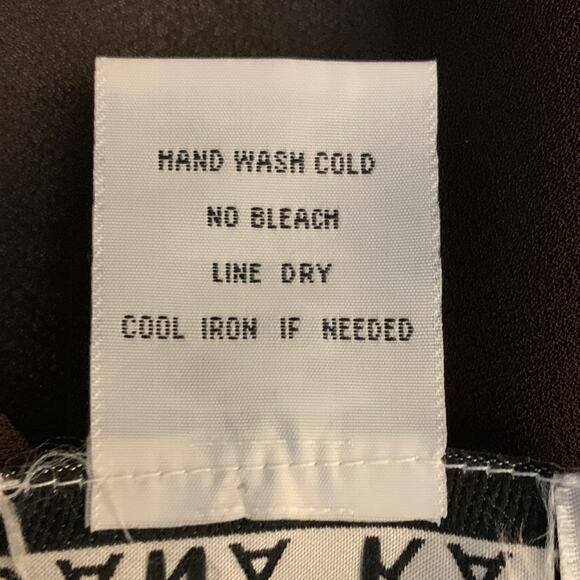 HAND WASH COLD
NO BLEACH
LINE DRY
COOL IRON IF NEEDED